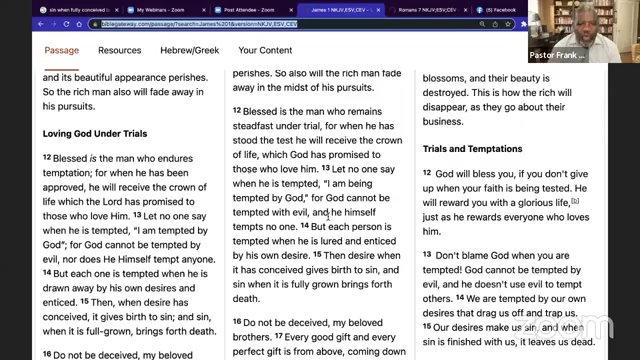 sin when fully conceived b
My Webinars - Zoom
Post Attendee - Zoom
James 1 NKJV,ESV,CEV -
Romans 7 NKJV,ESV,CEV
(8) Facebook
biblegateway.com/passage/?search=James%201&version=NKJV,ESV,CEV
Passage
Resources
Hebrew/Greek
Your Content
Pastor Frank
and its beautiful appearance perishes.
So the rich man also will fade away in
his pursuits.
Loving God Under Trials
12 Blessed is the man who endures
temptation; for when he has been
approved, he will receive the crown of
life which the Lord has promised to
those who love Him. 13 Let no one say
when he is tempted, "I am tempted by
God"; for God cannot be tempted by
evil, nor does He Himself tempt anyone.
14 But each one is tempted when he is
drawn away by his own desires and
enticed. 15 Then, when desire has
conceived, it gives birth to sin; and sin,
when it is full-grown, brings forth death.
16 Do not be deceived, my beloved
perishes. So also will the rich man fade
away in the midst of his pursuits.
12 Blessed is the man who remains
steadfast under trial, for when he has
stood the test he will receive the crown
of life, which God has promised to
those who love him. 13 Let no one say
when he is tempted, "I am being
tempted by God," for God cannot be
tempted with evil, and he himself
tempts no one. 14 But each person is
tempted when he is lured and enticed
by his own desire. 15 Then desire when
it has conceived gives birth to sin, and
sin when it is fully grown brings forth
death.
16 Do not be deceived, my beloved
brothers. 17 Every good gift and every
perfect gift is from above, coming down
blossoms, and their beauty is
destroyed. This is how the rich will
disappear, as they go about their
business.
Trials and Temptations
12 God will bless you, if you don't give
up when your faith is being tested. He
will reward you with a glorious life,[b]
just as he rewards everyone who loves
him.
13 Don't blame God when you are
tempted! God cannot be tempted by
evil, and he doesn't use evil to tempt
others. 14 We are tempted by our own
desires that drag us off and trap us.
15 Our desires make us sin, and when
sin is finished with us, it leaves us dead.
zoom